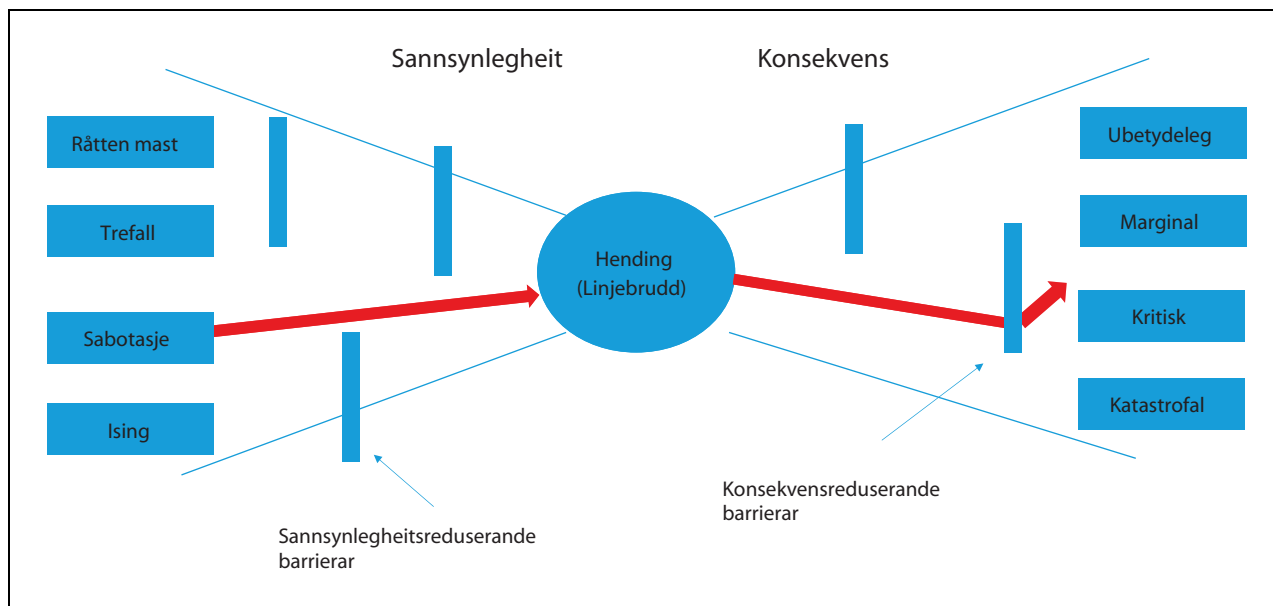 Sannsynlegheit
Konsekvens
Råtten mast
Trefall
Sabotasje
Ising
Hending
(Linjebrudd)
Ubetydeleg
Marginal
Kritisk
Katastrofal
Sannsynlegheitsreduserande
barrierar
Konsekvensreduserande
barrierar